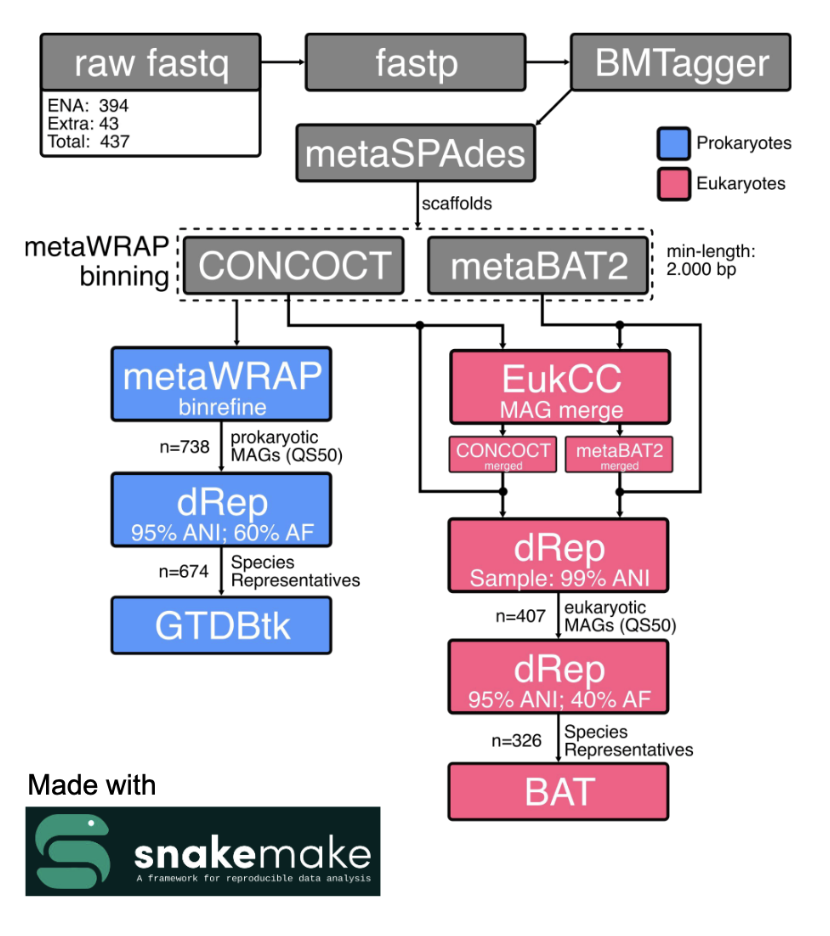 raw fastq
fastp
BMTagger
ENA: 394
Extra: 43
Total: 437
metaSPAdes
Prokaryotes
Eukaryotes
scaffolds
metaWRAP
binning
CONCOCT
metaBAT2
min-length:
2.000 bp
metaWRAP
binrefine
EukCC
MAG merge
n=738
prokaryotic
MAGs (QS50)
CONCOCT
merged
metaBAT2
merged
dRep
95% ANI; 60% AF
dRep
Sample: 99% ANI
n=674
Species
Representatives
GTDBtk
n=407
eukaryotic
MAGs (QS50)
dRep
95% ANI; 40% AF
n=326
Species
Representatives
BAT
Made with
snakemake
A framework for reproducible data analysis